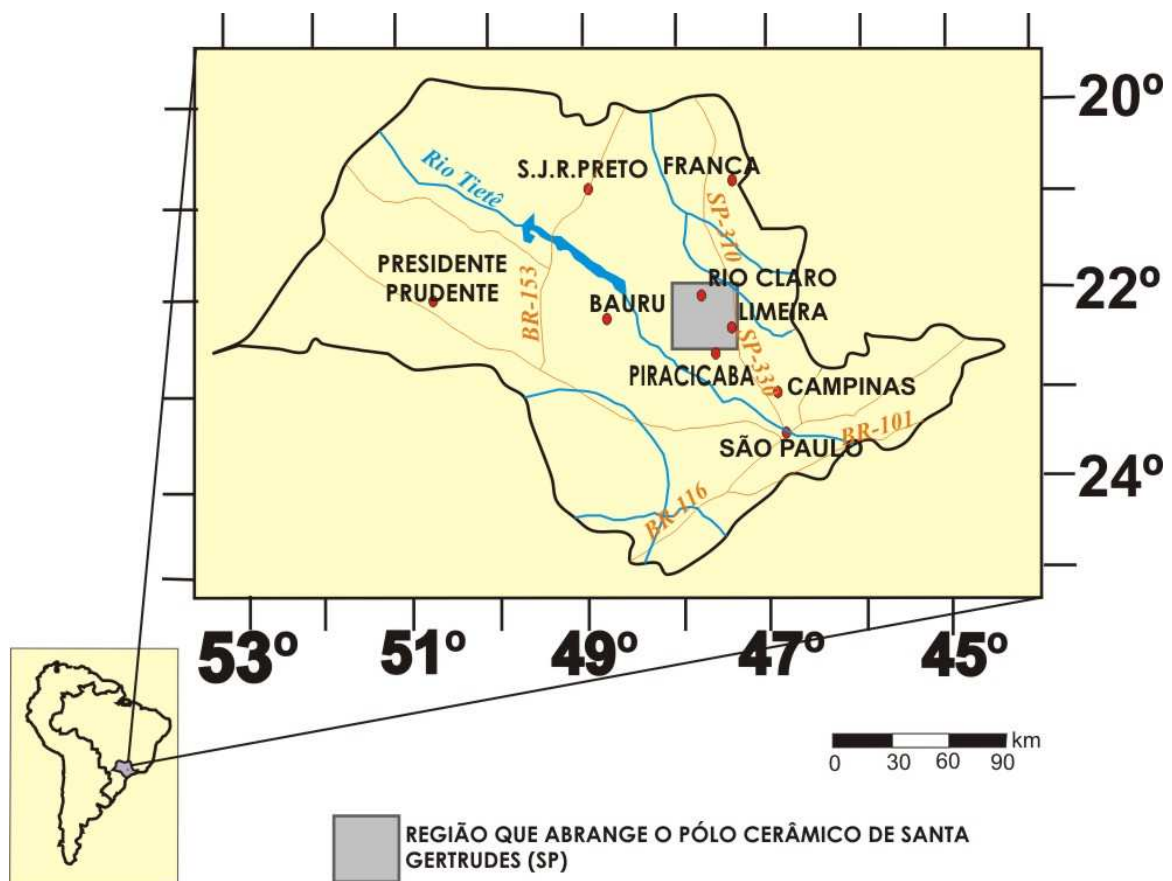 20º
S.J.R.PRETO
FRANCA
Rio Tietê
SP-310
PRESIDENTE
PRUDENTE
BR-153
BAURU
RIO CLARO
22º
LIMEIRA
SP-330
PIRACICABA
CAMPINAS
BR-101
SÃO PAULO
24º
BR-116
53º 51º 49º 47º 45º
km
0 30 60 90
REGIÃO QUE ABRANGE O PÓLO CERÂMICO DE SANTA
GERTRUDES (SP)